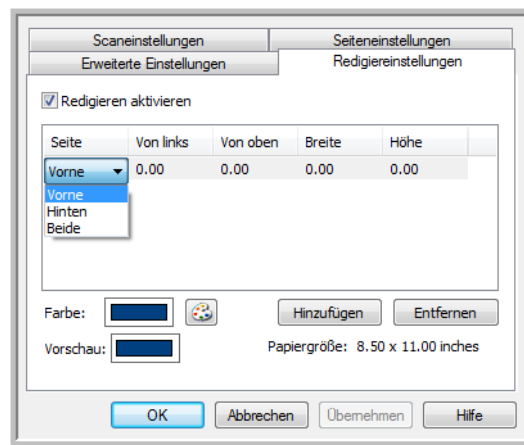 Scaneinstellungen Seiteneinstellungen
Erweiterte Einstellungen Redigiereinstellungen
Redigieren aktivieren
Seite Von links Von oben Breite Höhe
Vorne 0.00 0.00 0.00 0.00
Vorne
Hinten
Beide
Farbe: Hinzufügen Entfernen
Vorschau: Papiergröße: 8.50 x 11.00 inches
OK Abbrechen Übernehmen Hilfe